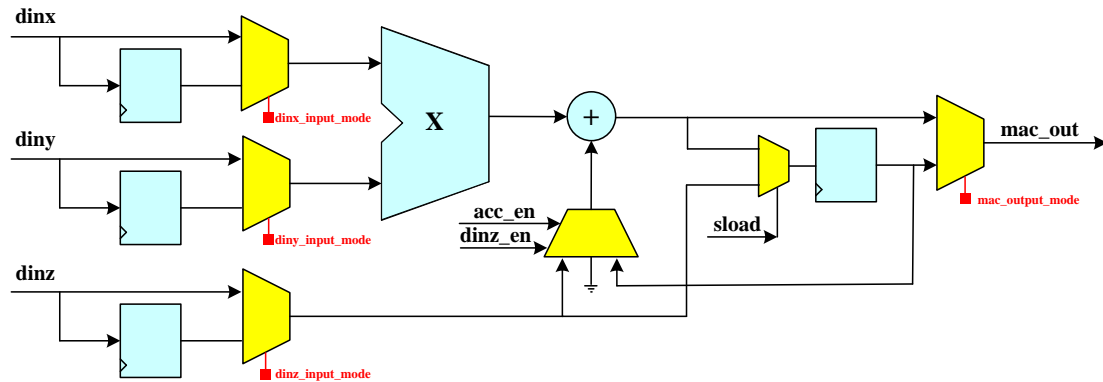 dinx
dinx_input_mode
X
+
mac_out
diny
diny_input_mode
mac_output_mode
acc_en
dinz_en
sload
dinz
dinz_input_mode